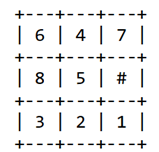 +---+---+---+
| 6 | 4 | 7 |
+---+---+---+
| 8 | 5 | # |
+---+---+---+
| 3 | 2 | 1 |
+---+---+---+